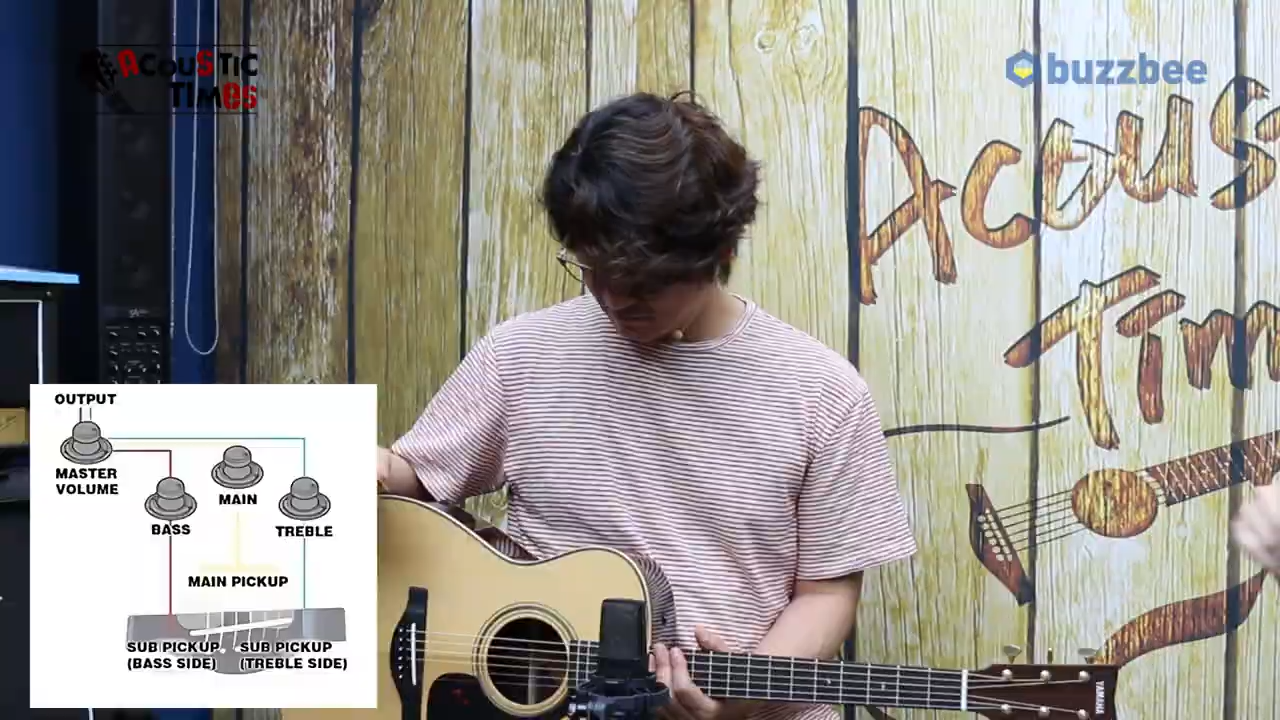 ACOUSTIC
TIMES
buzzbee
Acous
Tim
OUTPUT
MASTER
VOLUME
MAIN
BASS
TREBLE
MAIN PICKUP
SUB PICKUP
(BASS SIDE)
SUB PICKUP
(TREBLE SIDE)
YAMAHA